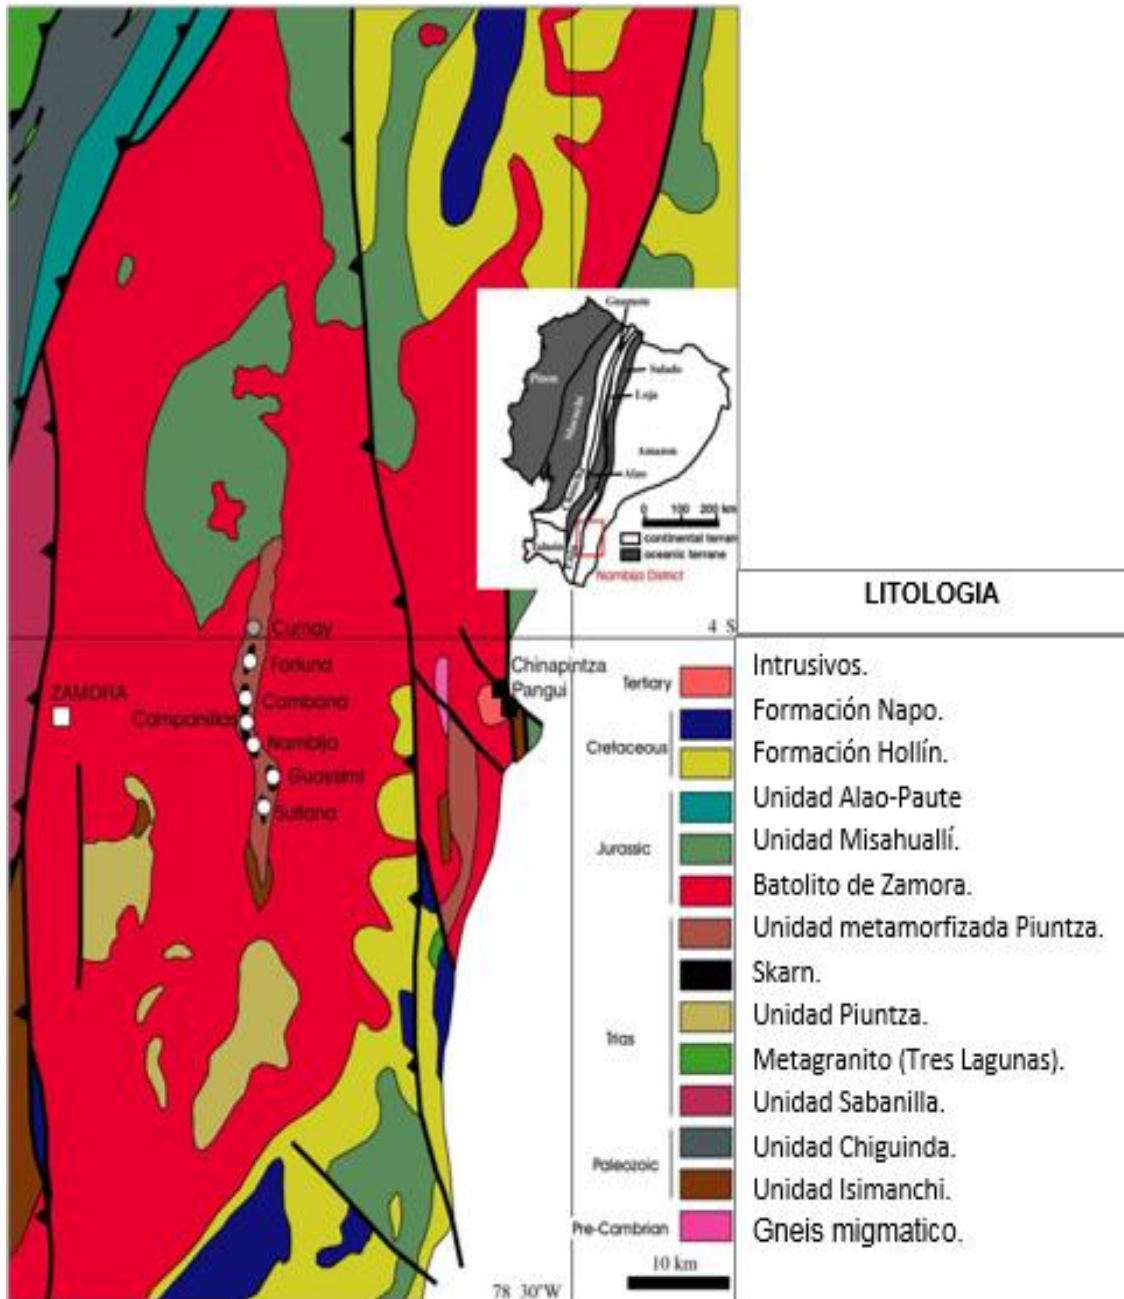 Guamote
Salado
Pinon
Loja
Amazon
Alao
0 100 200 km
continental terran
oceanic terrane
Nambija District
4 S
Cumay
Fortuna
Cambana
Campanillas
Nambija
Guaysimi
Sultana
ZAMORA
Chinapintza
Pangui
LITOLOGIA
Tertiary
Intrusivos.
Cretaceous
Formación Napo.
Formación Hollín.
Jurassic
Unidad Alao-Paute
Unidad Misahuallí.
Batolito de Zamora.
Trias
Unidad metamorfizada Piuntza.
Skarn.
Unidad Piuntza.
Metagranito (Tres Lagunas).
Unidad Sabanilla.
Paleozoic
Unidad Chiguinda.
Unidad Isimanchi.
Pre-Cambrian
Gneis migmatico.
10 km
78 30°W